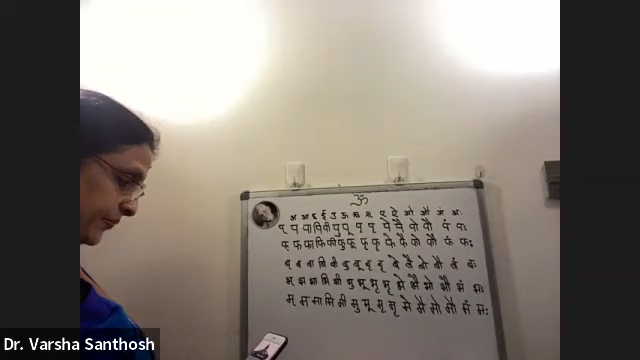 ॐ
अ आ इ ई उ ऊ ऋ ॠ ए ऐ ओ औ अं अः
प् प पा पि पी पु पू पृ पॄ पे पै पो पौ पं पः
फ् फ फा फि फी फु फू फृ फॄ फे फै फो फौ फं फः
ब् ब बा बि बी बु बू बृ बॄ बे बै बो बौ बं बः
भ् भ भा भि भी भु भू भृ भॄ भे भै भो भौ भं भः
म् म मा मि मी मु मू मृ मॄ मे मै मो मौ मं मः
Dr. Varsha Santhosh